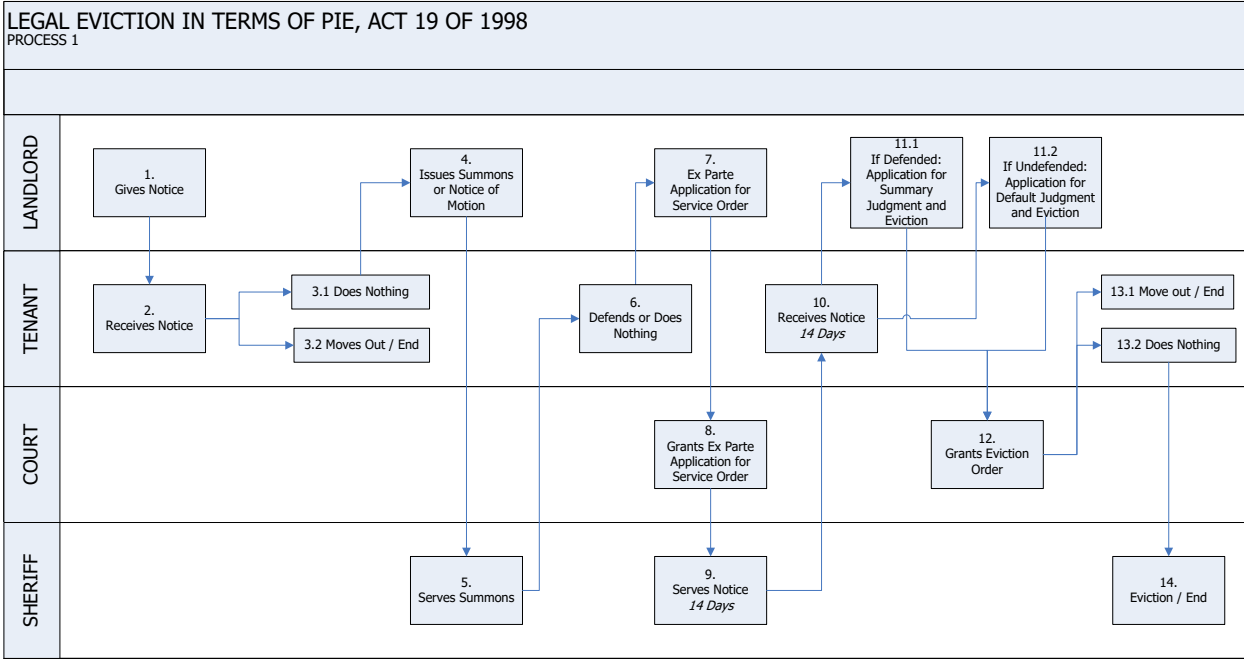 LEGAL EVICTION IN TERMS OF PIE, ACT 19 OF 1998
PROCESS 1
LANDLORD
1.
Gives Notice
4.
Issues Summons
or Notice of
Motion
7.
Ex Parte
Application for
Service Order
11.1
If Defended:
Application for
Summary
Judgment and
Eviction
11.2
If Undefended:
Application for
Default Judgment
and Eviction
TENANT
2.
Receives Notice
3.1 Does Nothing
3.2 Moves Out / End
6.
Defends or Does
Nothing
10.
Receives Notice
14 Days
13.1 Move out / End
13.2 Does Nothing
COURT
8.
Grants Ex Parte
Application for
Service Order
12.
Grants Eviction
Order
SHERIFF
5.
Serves Summons
9.
Serves Notice
14 Days
14.
Eviction / End